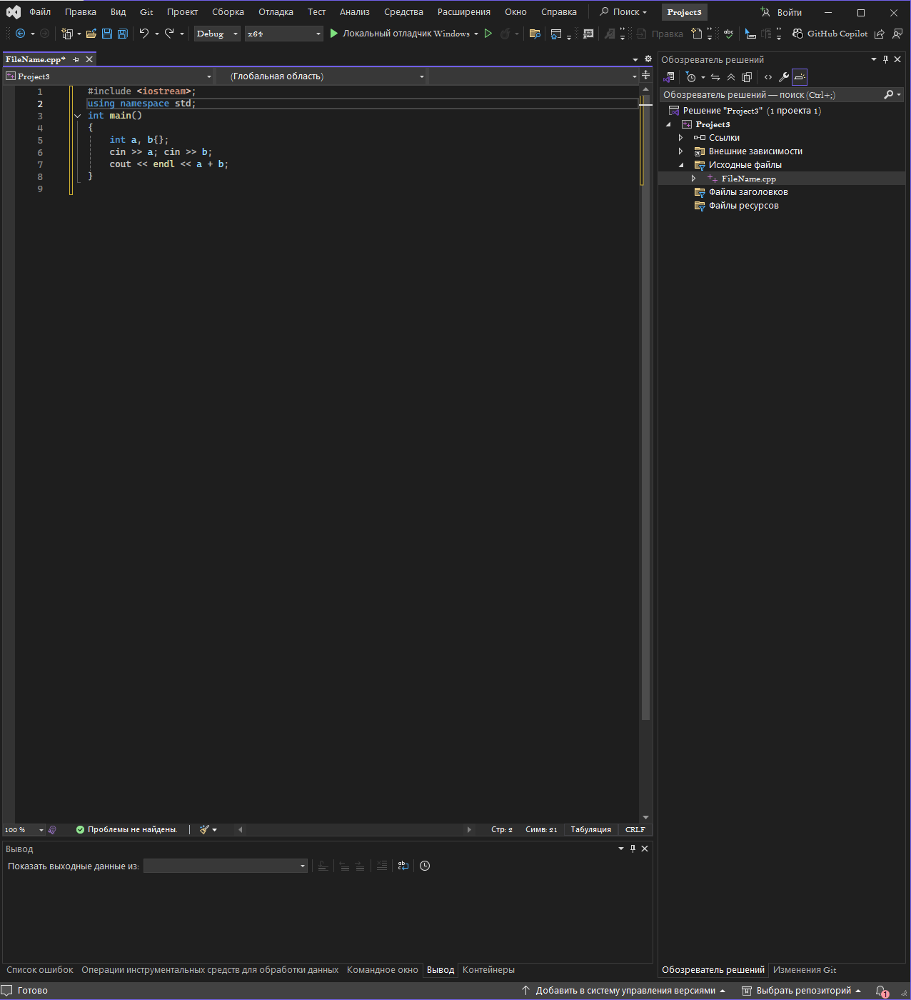 Файл Правка Вид Git Проект Сборка Отладка Тест Анализ Средства Расширения Окно Справка Поиск Project3 Войти
Debug x64 Локальный отладчик Windows Правка abc GitHub Copilot
FileName.cpp*
Project3 (Глобальная область)
1 #include <iostream>;
2 using namespace std;
3 int main()
4 {
5 int a, b{};
6 cin >> a; cin >> b;
7 cout << endl << a + b;
8 }
9
100 % Проблемы не найдены. Стр: 2 Симв: 21 Табуляция CRLF
Вывод
Показать выходные данные из:
Список ошибок Операции инструментальных средств для обработки данных Командное окно Вывод Контейнеры
Обозреватель решений
Обозреватель решений — поиск (Ctrl+;)
Решение "Project3" (1 проекта 1)
Project3
Ссылки
Внешние зависимости
Исходные файлы
FileName.cpp
Файлы заголовков
Файлы ресурсов
Обозреватель решений Изменения Git
Готово Добавить в систему управления версиями Выбрать репозиторий 1